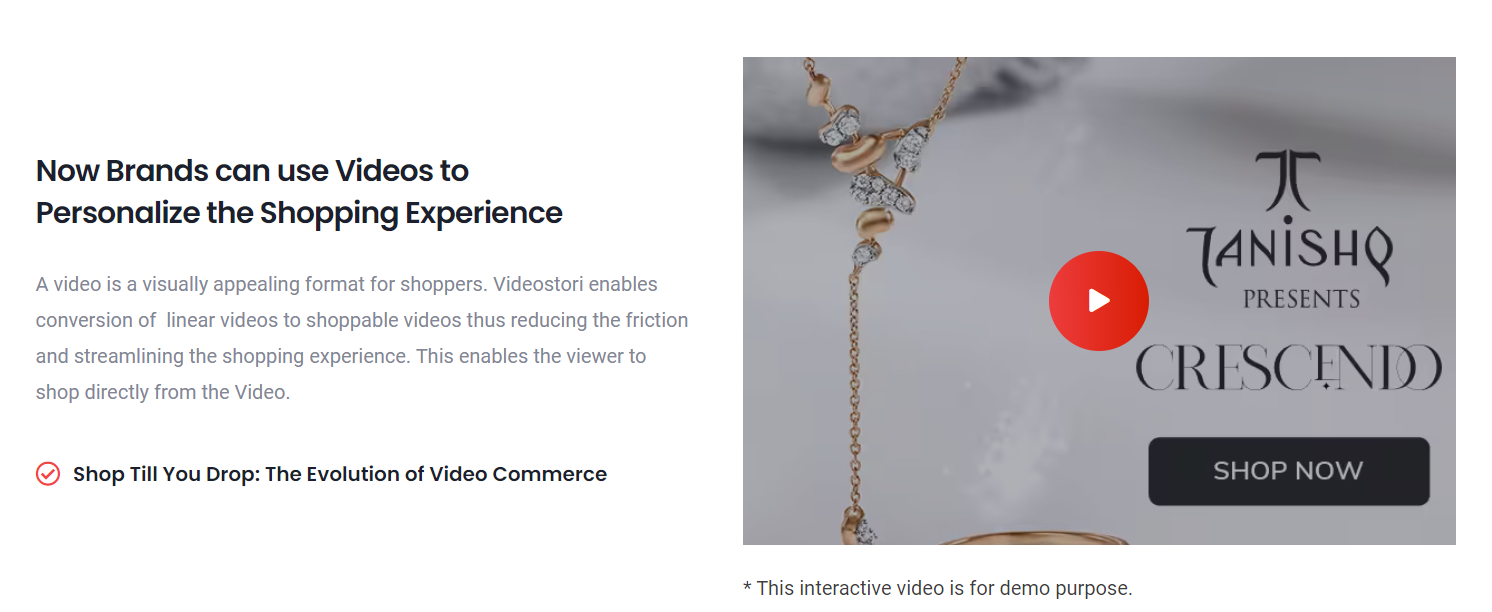 Now Brands can use Videos to
Personalize the Shopping Experience
A video is a visually appealing format for shoppers. Videostori enables
conversion of  linear videos to shoppable videos thus reducing the friction
and streamlining the shopping experience. This enables the viewer to
shop directly from the Video.
Shop Till You Drop: The Evolution of Video Commerce
TANiSHQ
PRESENTS
CRESCENDO
SHOP NOW
* This interactive video is for demo purpose.